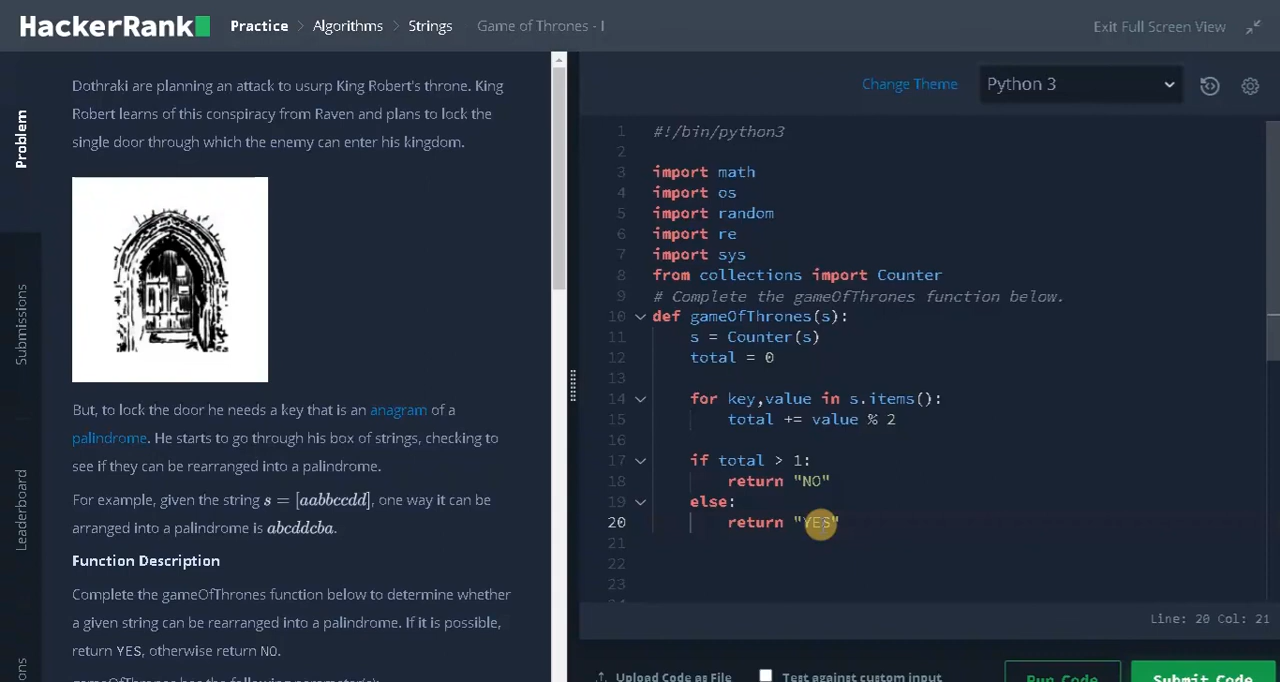 HackerRank Practice > Algorithms > Strings Game of Thrones - I Exit Full Screen View
Problem
Submissions
Leaderboard
Dothraki are planning an attack to usurp King Robert's throne. King
Robert learns of this conspiracy from Raven and plans to lock the
single door through which the enemy can enter his kingdom.
But, to lock the door he needs a key that is an anagram of a
palindrome. He starts to go through his box of strings, checking to
see if they can be rearranged into a palindrome.
For example, given the string s = [aabbccdd], one way it can be
arranged into a palindrome is abcddcba.
Function Description
Complete the gameOfThrones function below to determine whether
a given string can be rearranged into a palindrome. If it is possible,
return YES, otherwise return NO.
Change Theme Python 3
1 #!/bin/python3
2
3 import math
4 import os
5 import random
6 import re
7 import sys
8 from collections import Counter
9 # Complete the gameOfThrones function below.
10 def gameOfThrones(s):
11 s = Counter(s)
12 total = 0
13
14 for key,value in s.items():
15 total += value % 2
16
17 if total > 1:
18 return "NO"
19 else:
20 return "YES"
21
22
23
Line: 20 Col: 21
Upload Code as File Test against custom input Run Code Submit Code